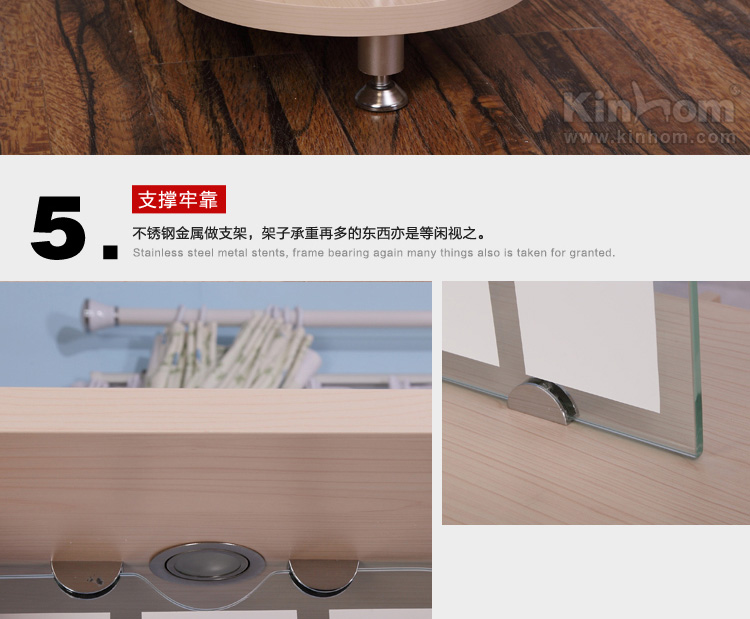 Kinhom
www.kinhom.com
5.
支撑牢靠
不锈钢金属做支架，架子承重再多的东西亦是等闲视之。
Stainless steel metal stents, frame bearing again many things also is taken for granted.